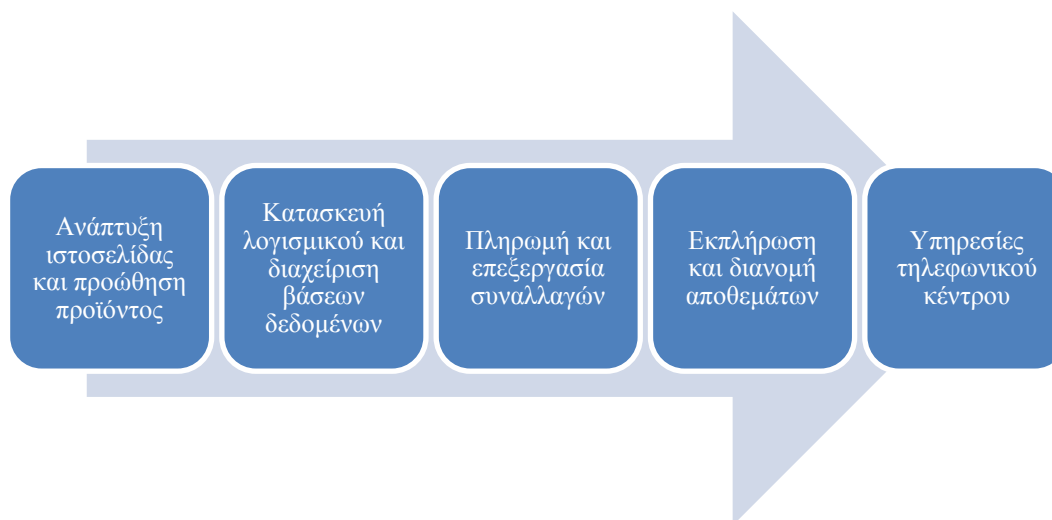 Ανάπτυξη
ιστοσελίδας
και προώθηση
προϊόντος
Κατασκευή
λογισμικού και
διαχείριση
βάσεων
δεδομένων
Πληρωμή και
επεξεργασία
συναλλαγών
Εκπλήρωση
και διανομή
αποθεμάτων
Υπηρεσίες
τηλεφωνικού
κέντρου